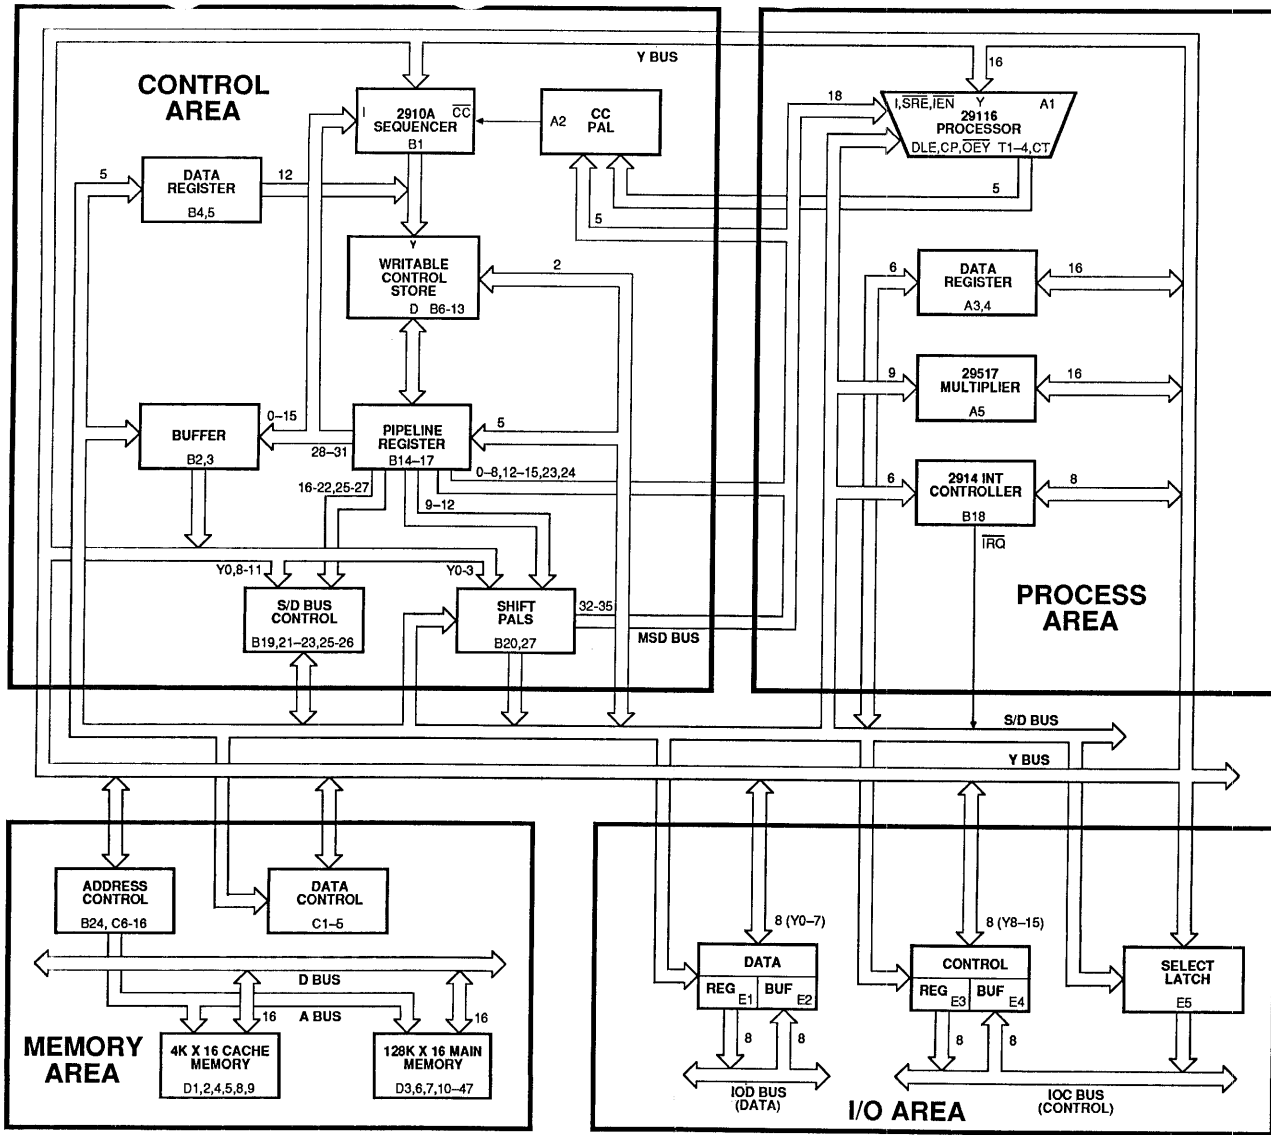 CONTROL
AREA
Y BUS
I
2910A
SEQUENCER
CC
B1
A2
CC
PAL
16
18
I,SRE,IEN
Y
A1
29116
PROCESSOR
DLE,CP,OEY T1–4,CT
5
DATA
REGISTER
B4,5
12
5
5
Y
WRITABLE
CONTROL
STORE
D B6-13
2
6
DATA
REGISTER
A3,4
16
9
29517
MULTIPLIER
A5
16
BUFFER
B2,3
0–15
28–31
PIPELINE
REGISTER
B14–17
5
0–8,12–15,23,24
16-22,25-27
9–12
6
2914 INT
CONTROLLER
B18
8
IRQ
Y0,8-11
Y0-3
S/D BUS
CONTROL
B19,21–23,25-26
SHIFT
PALS
B20,27
32-35
MSD BUS
PROCESS
AREA
S/D BUS
Y BUS
ADDRESS
CONTROL
B24, C6-16
DATA
CONTROL
C1–5
D BUS
A BUS
16
16
MEMORY
AREA
4K X 16 CACHE
MEMORY
D1,2,4,5,8,9
128K X 16 MAIN
MEMORY
D3,6,7,10–47
8 (Y0–7)
8 (Y8–15)
DATA
REG
E1
BUF
E2
CONTROL
REG
E3
BUF
E4
SELECT
LATCH
E5
8
8
8
8
IOD BUS
(DATA)
I/O AREA
IOC BUS
(CONTROL)